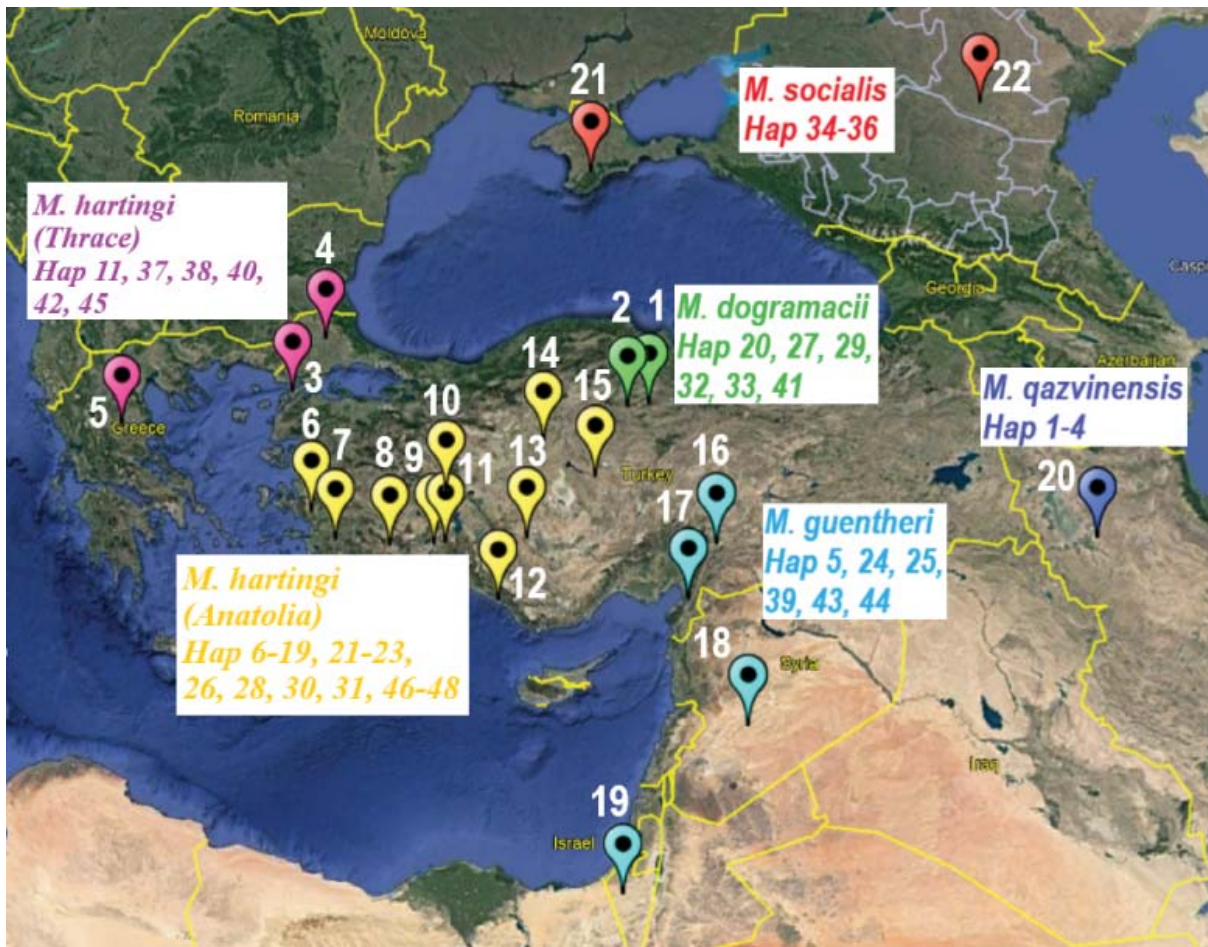 Moldova
21
22
M. socialis
Hap 34-36
Romania
M. hartingi
(Thrace)
Hap 11, 37, 38, 40,
42, 45
4
Georgia
2
1
M. dogramacii
Hap 20, 27, 29,
32, 33, 41
Azerbaijan
3
5
Greece
14
15
M. qazvinensis
Hap 1-4
6
7
8
9
10
11
13
Turkey
16
17
20
M. guentheri
Hap 5, 24, 25,
39, 43, 44
12
M. hartingi
(Anatolia)
Hap 6-19, 21-23,
26, 28, 30, 31, 46-48
18
Syria
Iraq
19
Israel